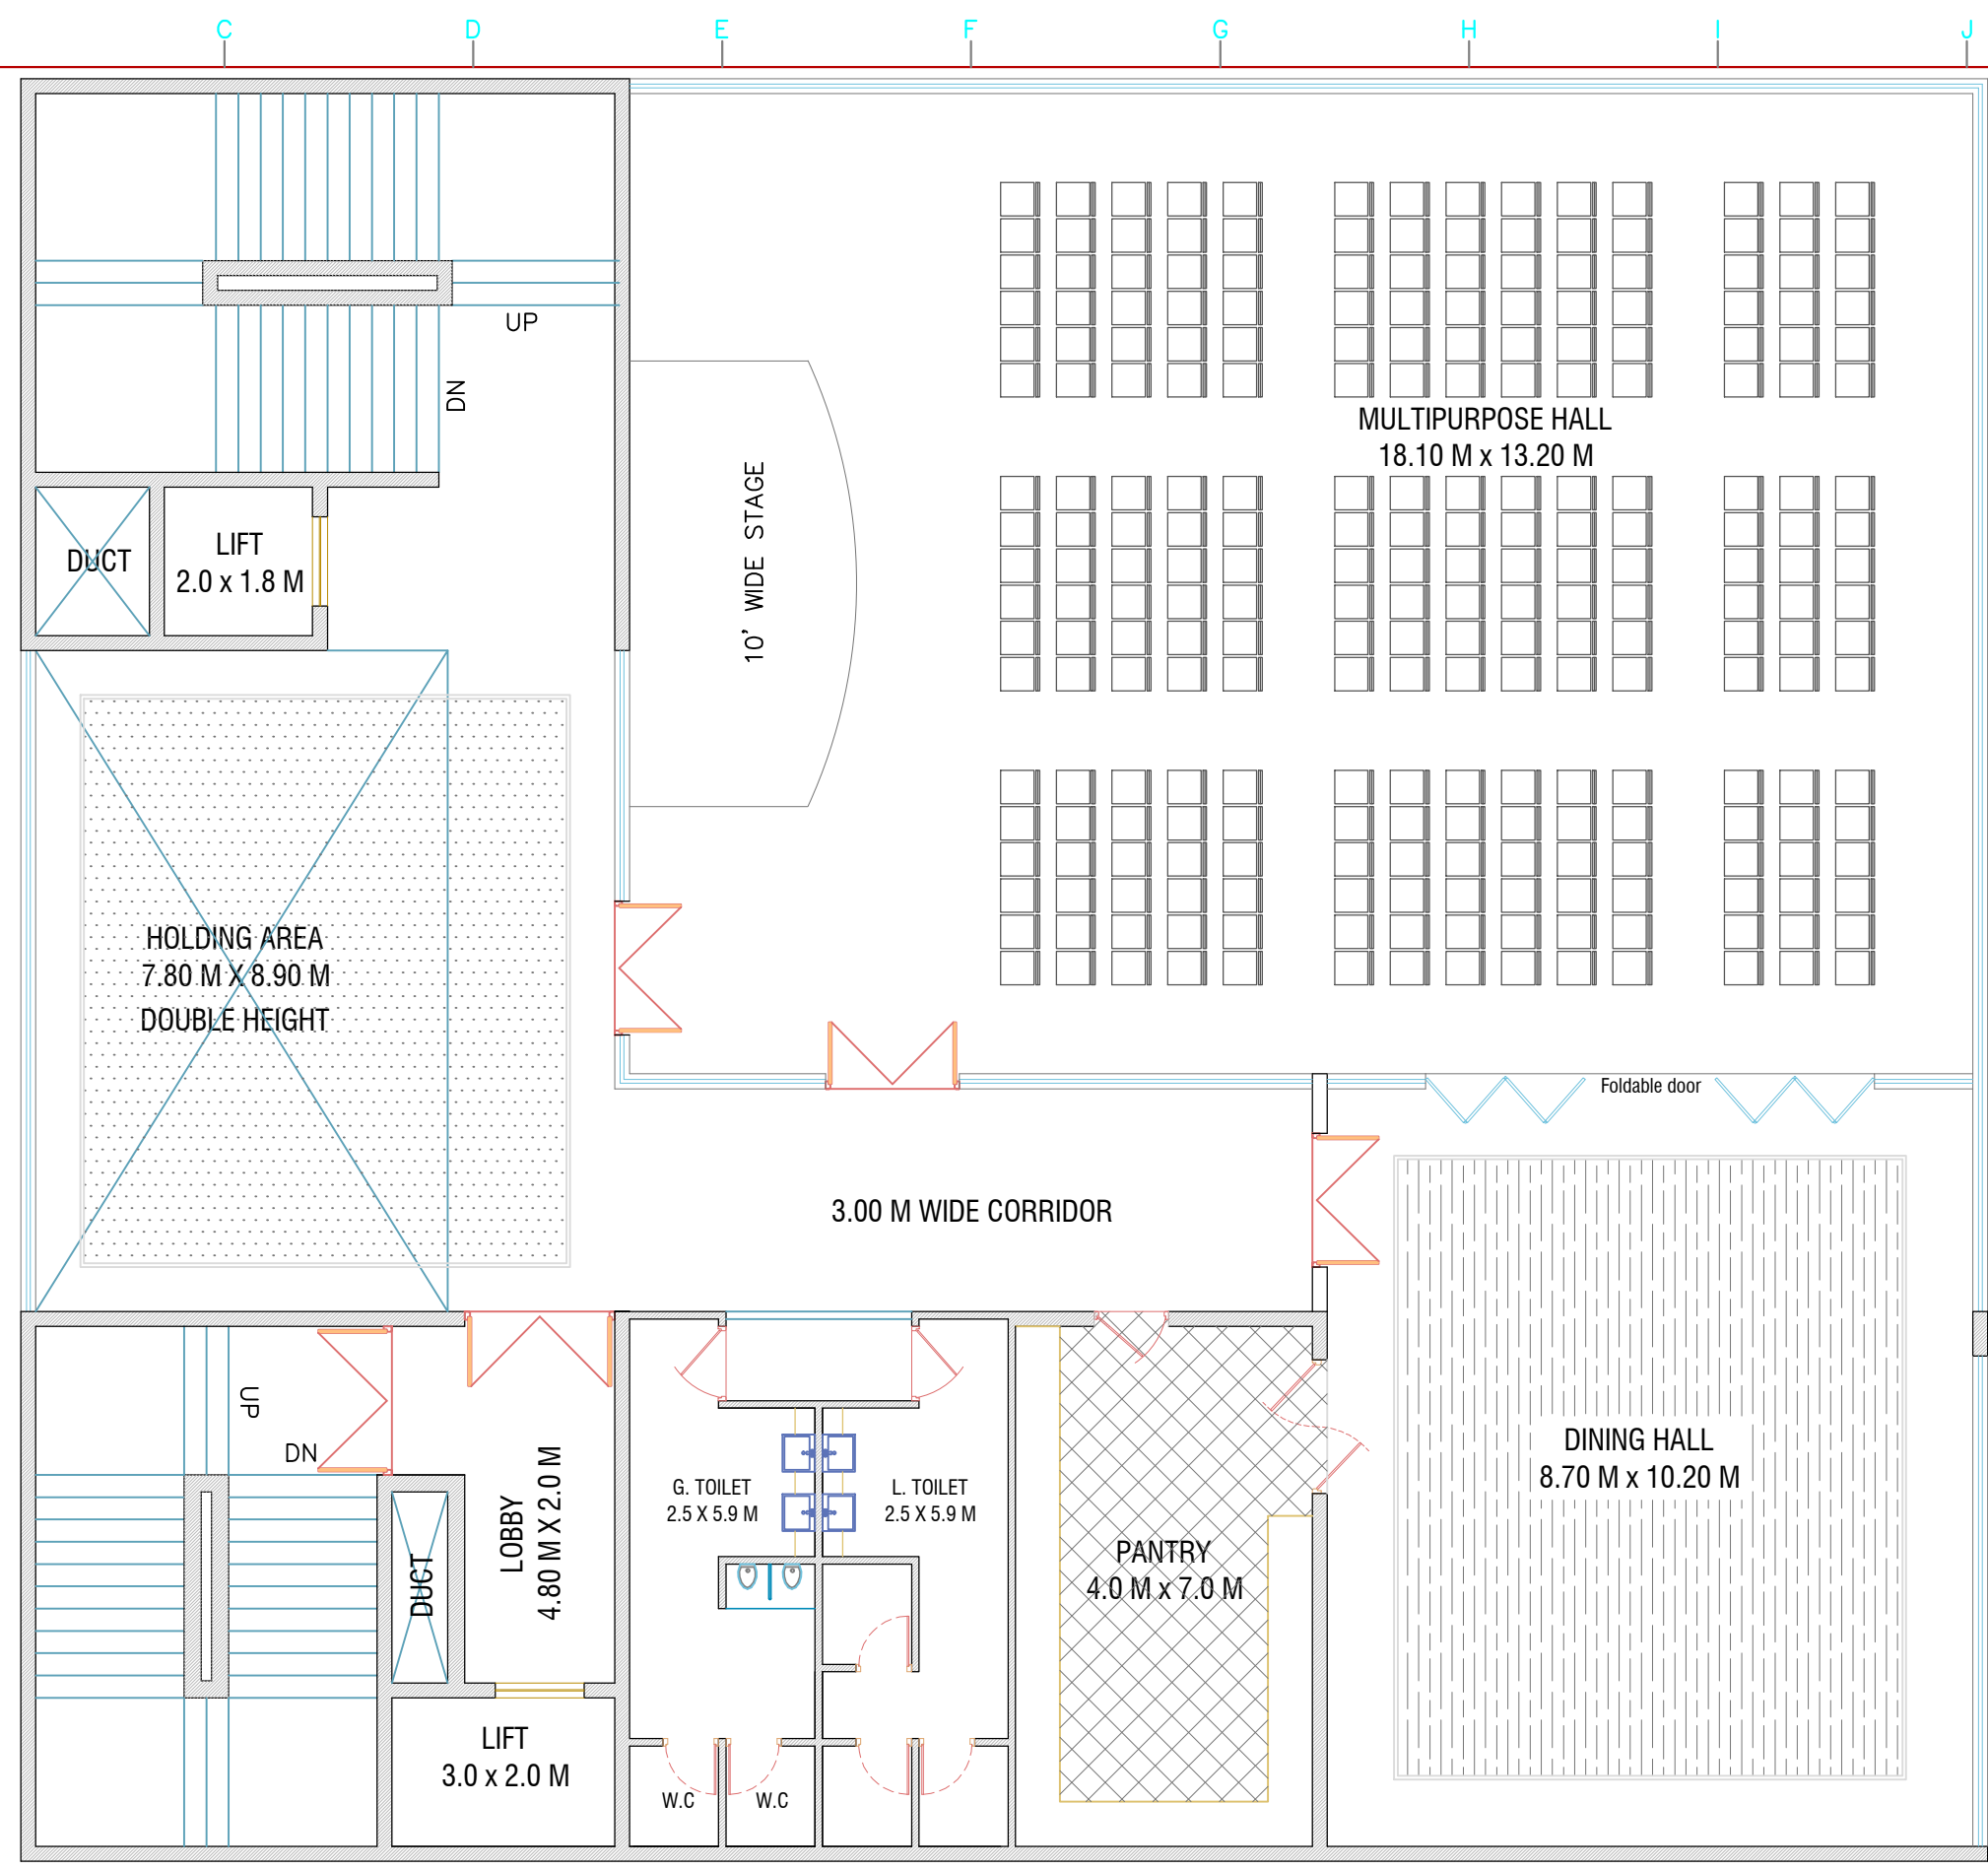 C D E F G H I J
UP
DN
MULTIPURPOSE HALL
18.10 M x 13.20 M
10' WIDE STAGE
DUCT
LIFT
2.0 x 1.8 M
HOLDING AREA
7.80 M X 8.90 M
DOUBLE HEIGHT
Foldable door
3.00 M WIDE CORRIDOR
UP
DN
LOBBY
4.80 M X 2.0 M
DUCT
G. TOILET
2.5 X 5.9 M
L. TOILET
2.5 X 5.9 M
PANTRY
4.0 M x 7.0 M
DINING HALL
8.70 M x 10.20 M
LIFT
3.0 x 2.0 M
W.C
W.C